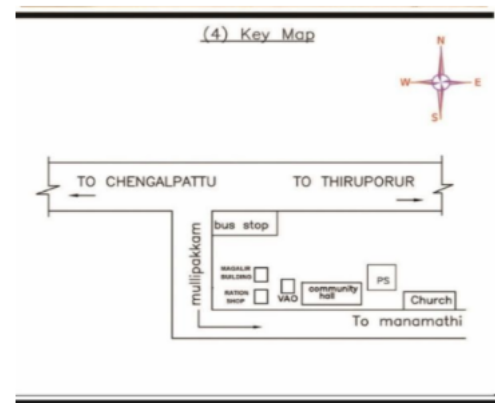 (4) Key Map
N
W
E
S
TO CHENGALPATTU
TO THIRUPORUR
mullipakkam
bus stop
MAGALIR
BUILDING
RATION
SHOP
VAO
community
hall
PS
Church
To manamathi